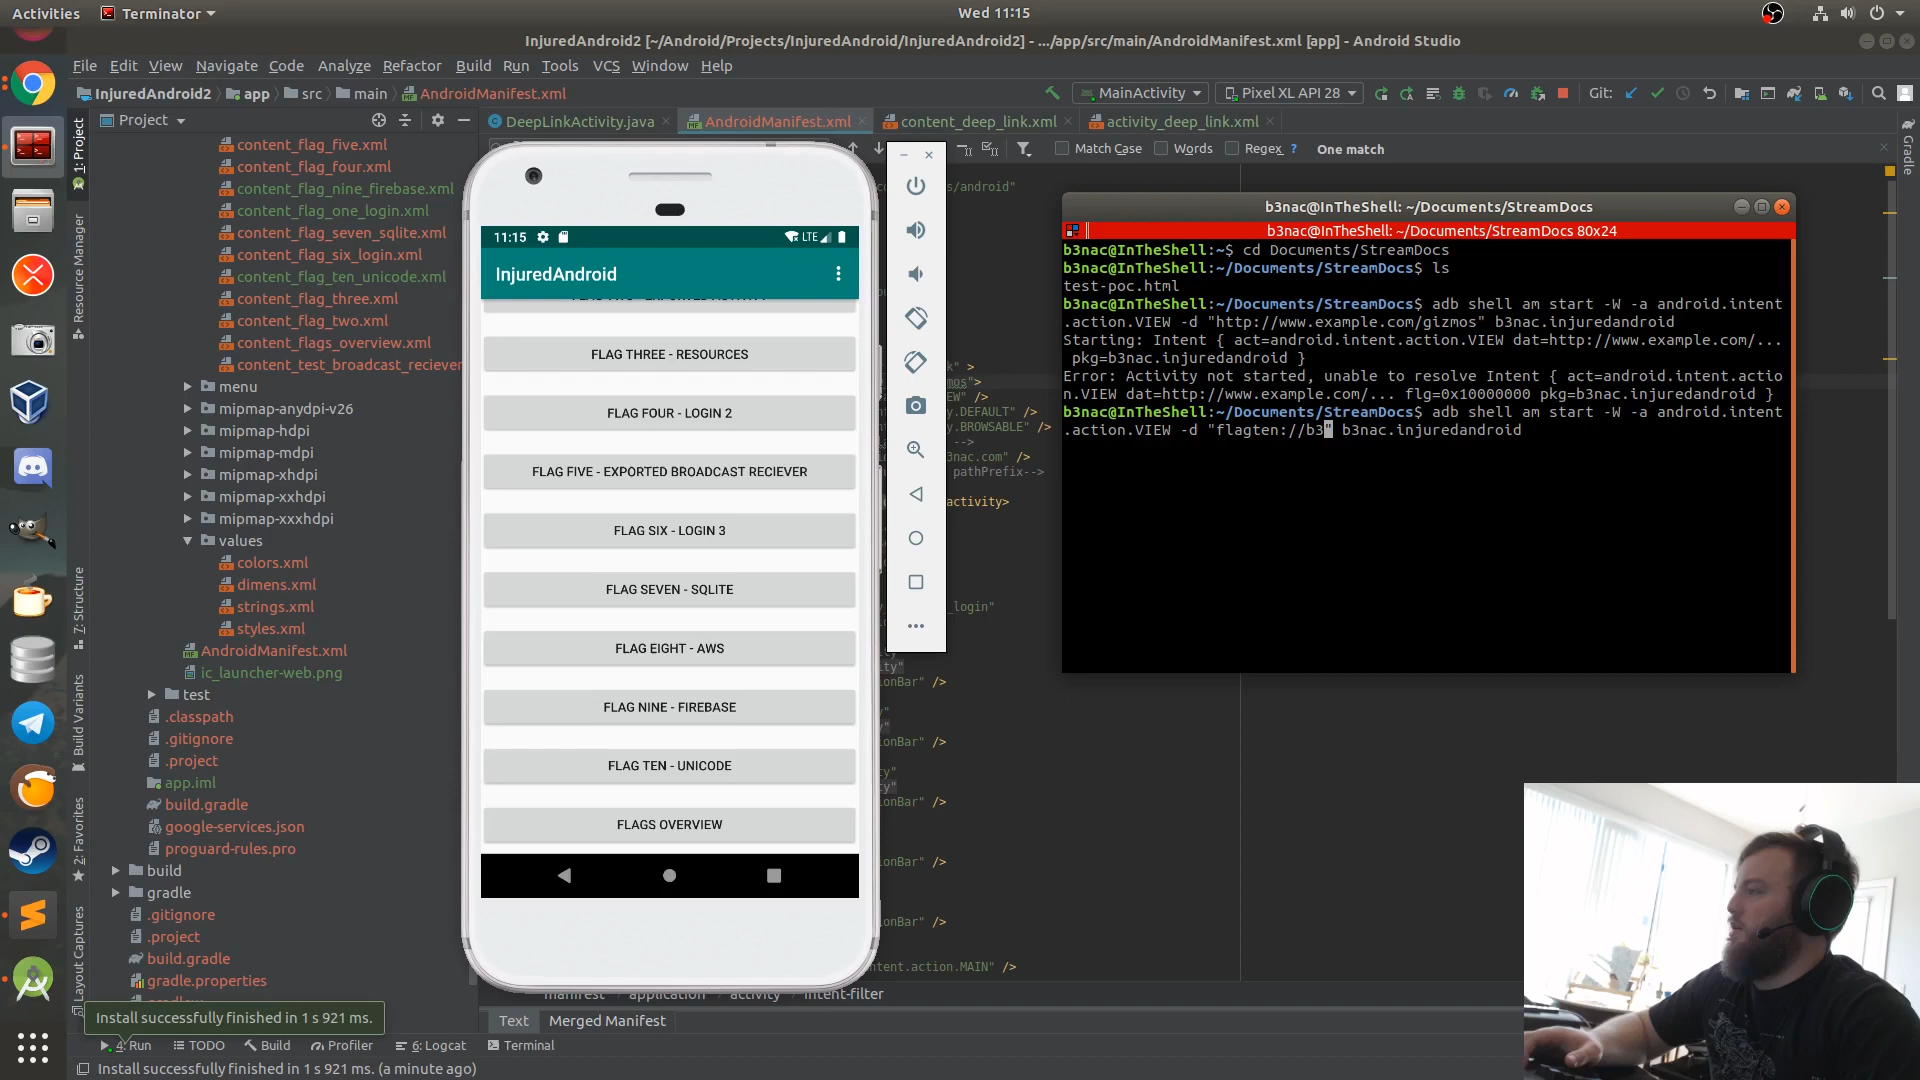 Activities
Terminator
Wed 11:15
InjuredAndroid2 [~/Android/Projects/InjuredAndroid/InjuredAndroid2] - .../app/src/main/AndroidManifest.xml [app] - Android Studio
File Edit View Navigate Code Analyze Refactor Build Run Tools VCS Window Help
InjuredAndroid2 app src main AndroidManifest.xml
MainActivity
Pixel XL API 28
Git:
Project
DeepLinkActivity.java
AndroidManifest.xml
content_deep_link.xml
activity_deep_link.xml
Match Case
Words
Regex ?
One match
1: Project
Resource Manager
7: Structure
Build Variants
2: Favorites
Layout Captures
Gradle
content_flag_five.xml
content_flag_four.xml
content_flag_nine_firebase.xml
content_flag_one_login.xml
content_flag_seven_sqlite.xml
content_flag_six_login.xml
content_flag_ten_unicode.xml
content_flag_three.xml
content_flag_two.xml
content_flags_overview.xml
content_test_broadcast_reciever
menu
mipmap-anydpi-v26
mipmap-hdpi
mipmap-mdpi
mipmap-xhdpi
mipmap-xxhdpi
mipmap-xxxhdpi
values
colors.xml
dimens.xml
strings.xml
styles.xml
AndroidManifest.xml
ic_launcher-web.png
test
.classpath
.gitignore
.project
app.iml
build.gradle
google-services.json
proguard-rules.pro
build
gradle
.gitignore
.project
build.gradle
gradle.properties
11:15
LTE
InjuredAndroid
FLAG THREE - RESOURCES
FLAG FOUR - LOGIN 2
FLAG FIVE - EXPORTED BROADCAST RECIEVER
FLAG SIX - LOGIN 3
FLAG SEVEN - SQLITE
FLAG EIGHT - AWS
FLAG NINE - FIREBASE
FLAG TEN - UNICODE
FLAGS OVERVIEW
s/android"
k" >
mos">
EW" />
y.DEFAULT" />
y.BROWSABLE" />
-->
3nac.com" />
pathPrefix-->
activity>
_login"
ity"
onBar" />
y"
onBar" />
y"
onBar" />
onBar" />
onBar" />
ntent.action.MAIN" />
b3nac@InTheShell: ~/Documents/StreamDocs
b3nac@InTheShell: ~/Documents/StreamDocs 80x24
b3nac@InTheShell:~$ cd Documents/StreamDocs
b3nac@InTheShell:~/Documents/StreamDocs$ ls
test-poc.html
b3nac@InTheShell:~/Documents/StreamDocs$ adb shell am start -W -a android.intent
.action.VIEW -d "http://www.example.com/gizmos" b3nac.injuredandroid
Starting: Intent { act=android.intent.action.VIEW dat=http://www.example.com/...
pkg=b3nac.injuredandroid }
Error: Activity not started, unable to resolve Intent { act=android.intent.actio
n.VIEW dat=http://www.example.com/... flg=0x10000000 pkg=b3nac.injuredandroid }
b3nac@InTheShell:~/Documents/StreamDocs$ adb shell am start -W -a android.intent
.action.VIEW -d "flagten://b3" b3nac.injuredandroid
manifest application activity intent-filter
Text
Merged Manifest
Install successfully finished in 1 s 921 ms.
4: Run
TODO
Build
Profiler
6: Logcat
Terminal
Install successfully finished in 1 s 921 ms. (a minute ago)